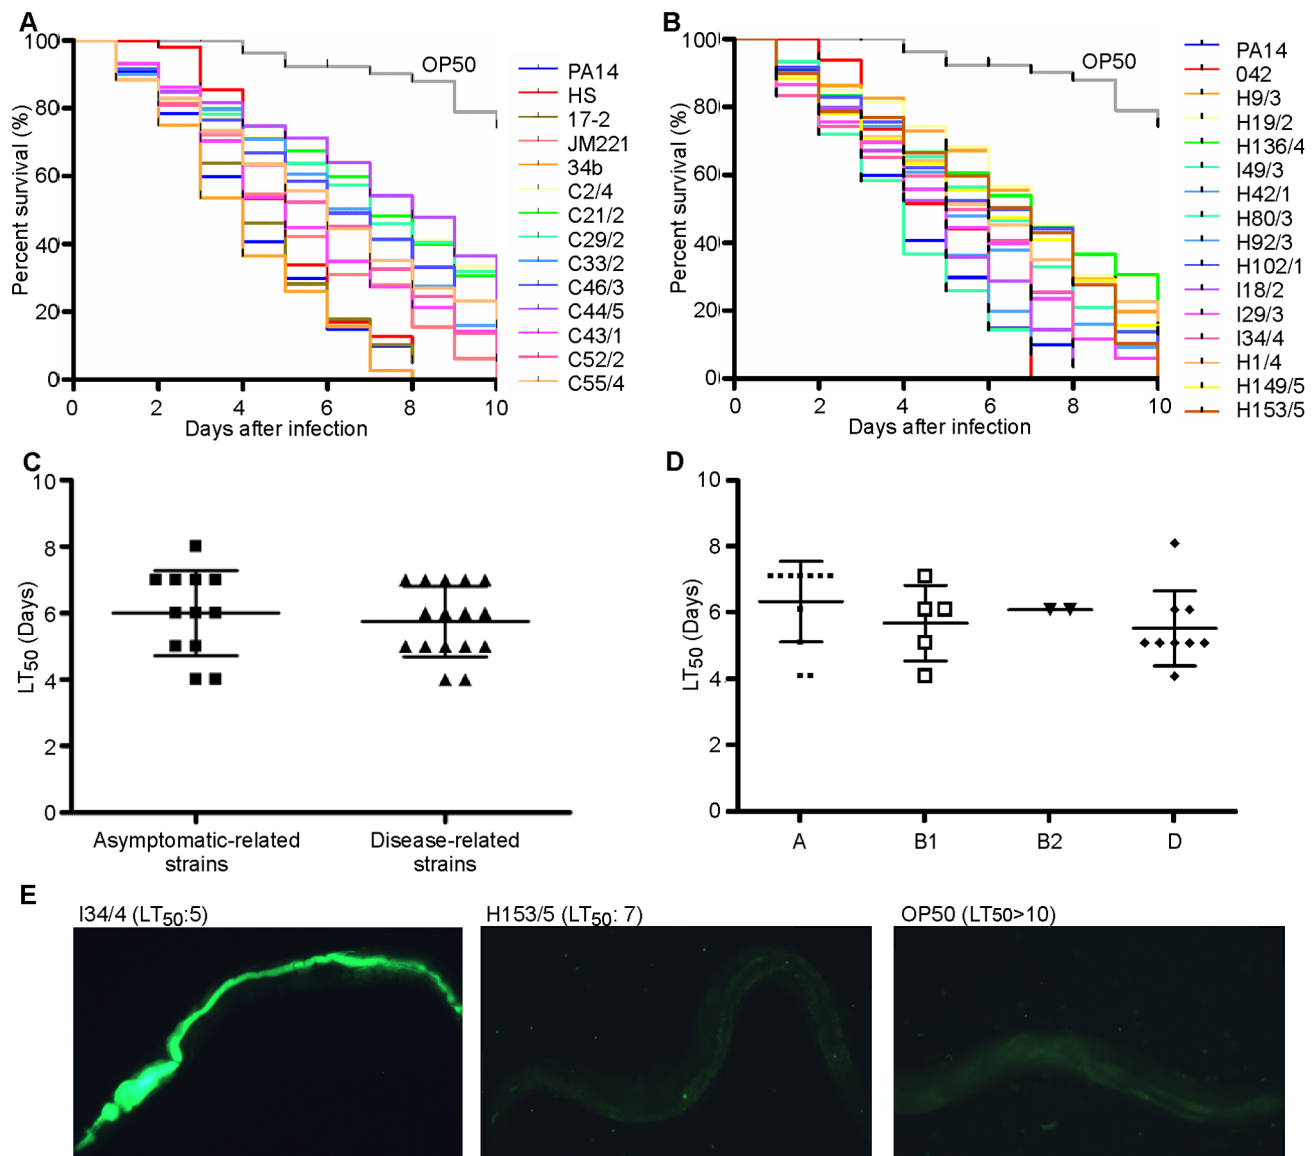 A
Percent survival (%)
100
80
60
40
20
0
0 2 4 6 8 10
Days after infection
OP50
PA14
HS
17-2
JM221
34b
C2/4
C21/2
C29/2
C33/2
C46/3
C44/5
C43/1
C52/2
C55/4
B
Percent survival (%)
100
80
60
40
20
0
0 2 4 6 8 10
Days after infection
OP50
PA14
042
H9/3
H19/2
H136/4
I49/3
H42/1
H80/3
H92/3
H102/1
I18/2
I29/3
I34/4
H1/4
H149/5
H153/5
C
LT50 (Days)
10
8
6
4
2
0
Asymptomatic-related
strains
Disease-related
strains
D
LT50 (Days)
10
8
6
4
2
0
A B1 B2 D
E
I34/4 (LT50:5)
H153/5 (LT50: 7)
OP50 (LT50>10)